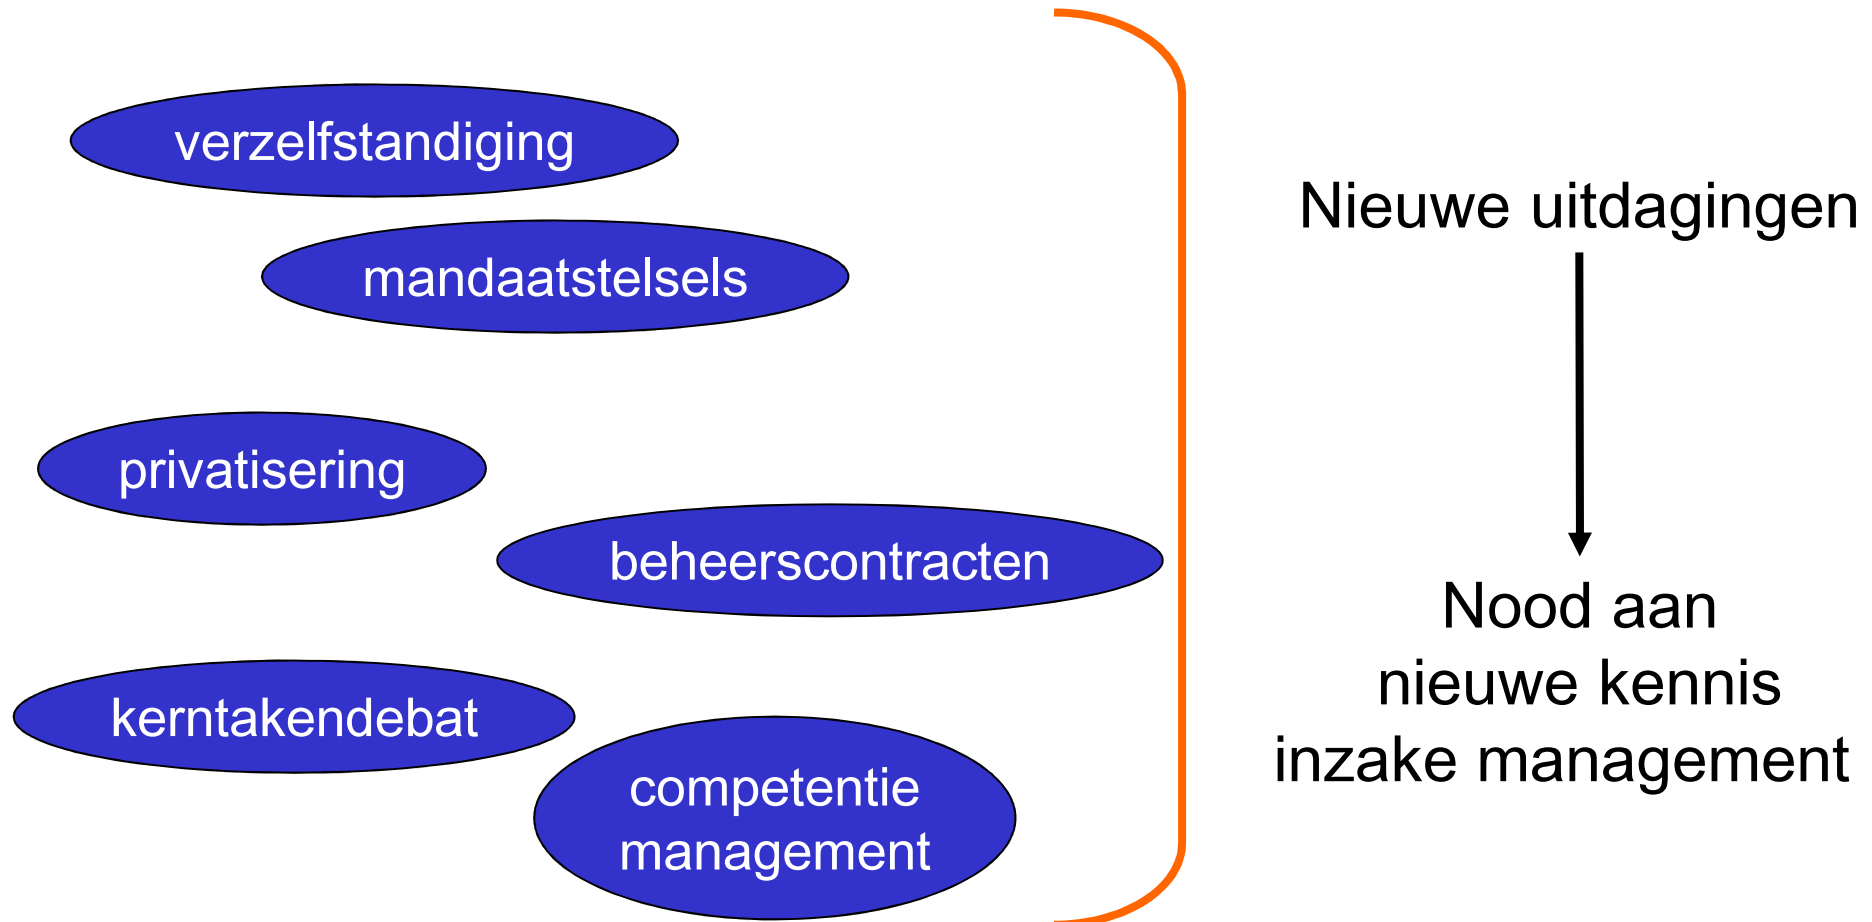 verzelfstandiging
mandaatstelsels
privatisering
beheerscontracten
kerntakendebat
competentie
management
Nieuwe uitdagingen
Nood aan
nieuwe kennis
inzake management